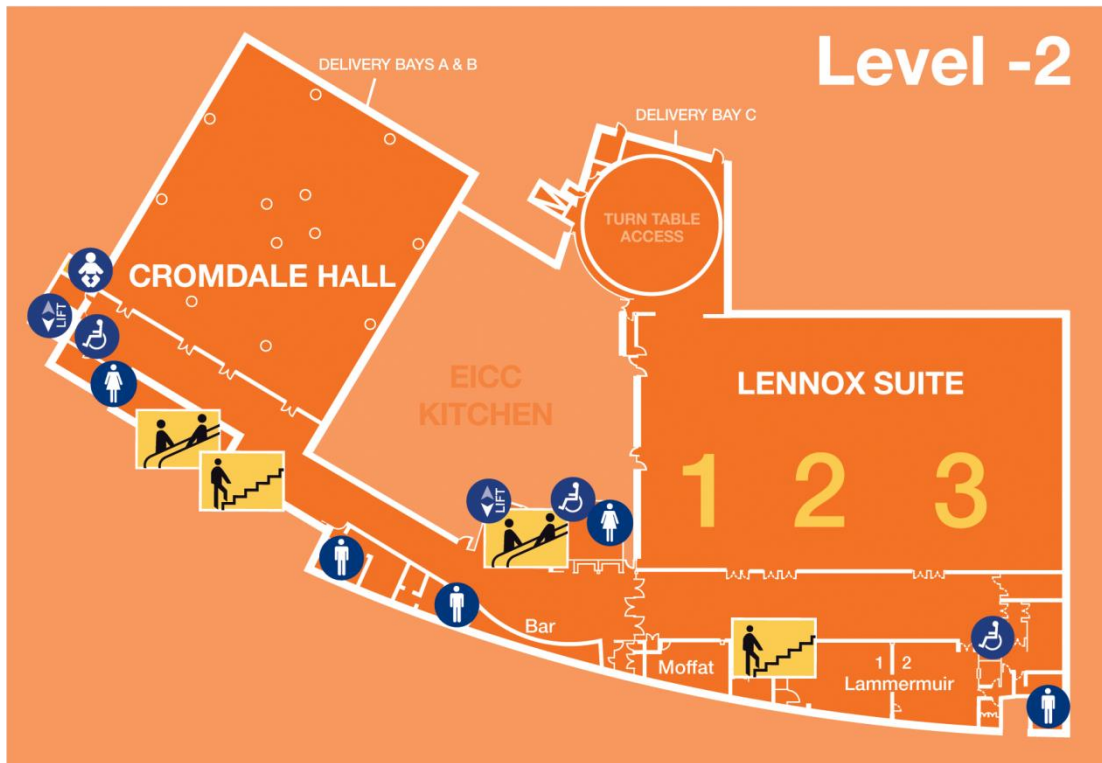 Level -2
DELIVERY BAYS A & B
DELIVERY BAY C
TURN TABLE
ACCESS
CROMDALE HALL
LIFT
EICC
KITCHEN
LENNOX SUITE
1 2 3
LIFT
Bar
Moffat
1 2
Lammermuir